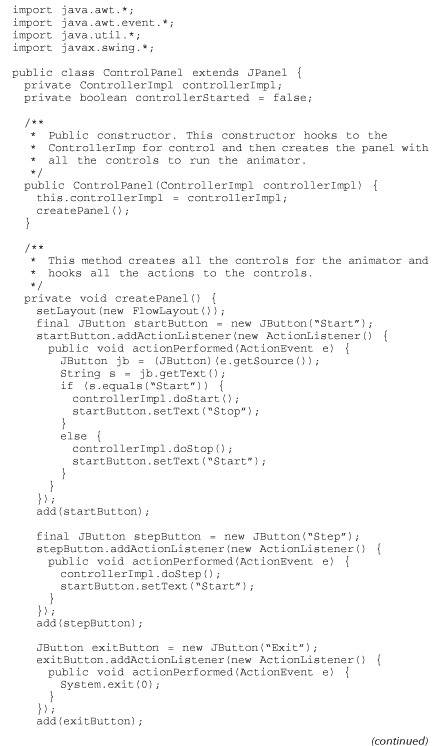 import java.awt.*;
import java.awt.event.*;
import java.util.*;
import javax.swing.*;

public class ControlPanel extends JPanel {
  private ControllerImpl controllerImpl;
  private boolean controllerStarted = false;

  /**
   *  Public constructor. This constructor hooks to the
   *  ControllerImp for control and then creates the panel with
   *  all the controls to run the animator.
   */
  public ControlPanel(ControllerImpl controllerImpl) {
    this.controllerImpl = controllerImpl;
    createPanel();
  }

  /**
   *  This method creates all the controls for the animator and
   *  hooks all the actions to the controls.
   */
  private void createPanel() {
    setLayout(new FlowLayout());
    final JButton startButton = new JButton(“Start”);
    startButton.addActionListener(new ActionListener() {
      public void actionPerformed(ActionEvent e) {
        JButton jb = (JButton)(e.getSource());
        String s = jb.getText();
        if (s.equals(“Start”)) {
          controllerImpl.doStart();
          startButton.setText(“Stop”);
        }
        else {
          controllerImpl.doStop();
          startButton.setText(“Start”);
        }
      }
    });
    add(startButton);

    final JButton stepButton = new JButton(“Step”);
    stepButton.addActionListener(new ActionListener() {
      public void actionPerformed(ActionEvent e) {
        controllerImpl.doStep();
        startButton.setText(“Start”);
      }
    });
    add(stepButton);

    JButton exitButton = new JButton(“Exit”);
    exitButton.addActionListener(new ActionListener() {
      public void actionPerformed(ActionEvent e) {
        System.exit(0);
      }
    });
    add(exitButton);

(continued)